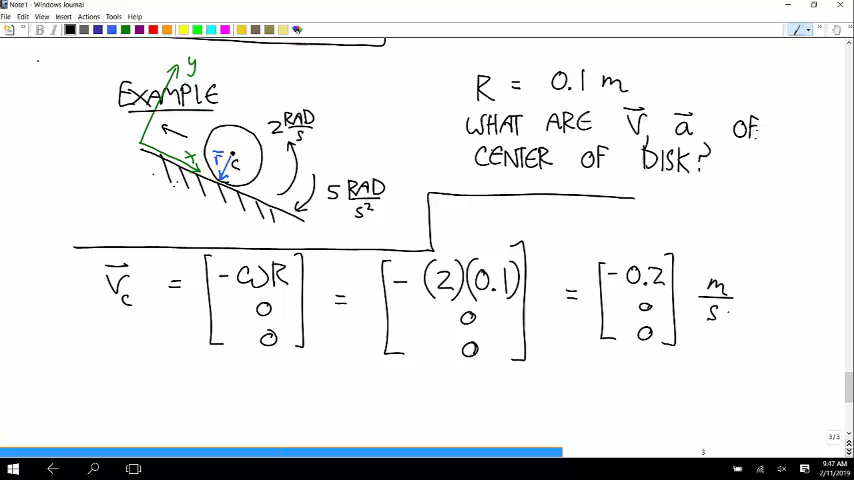 Note1 - Windows Journal
File Edit View Insert Actions Tools Help
B I
EXAMPLE
y
x
r⃗
c
2 RAD/s
5 RAD/s²
R = 0.1 m
WHAT ARE v⃗, a⃗ OF
CENTER OF DISK?
v⃗c = [-ωR 0 0] = [-(2)(0.1) 0 0] = [-0.2 0 0] m/s
3/3
3
9:47 AM
2/11/2019